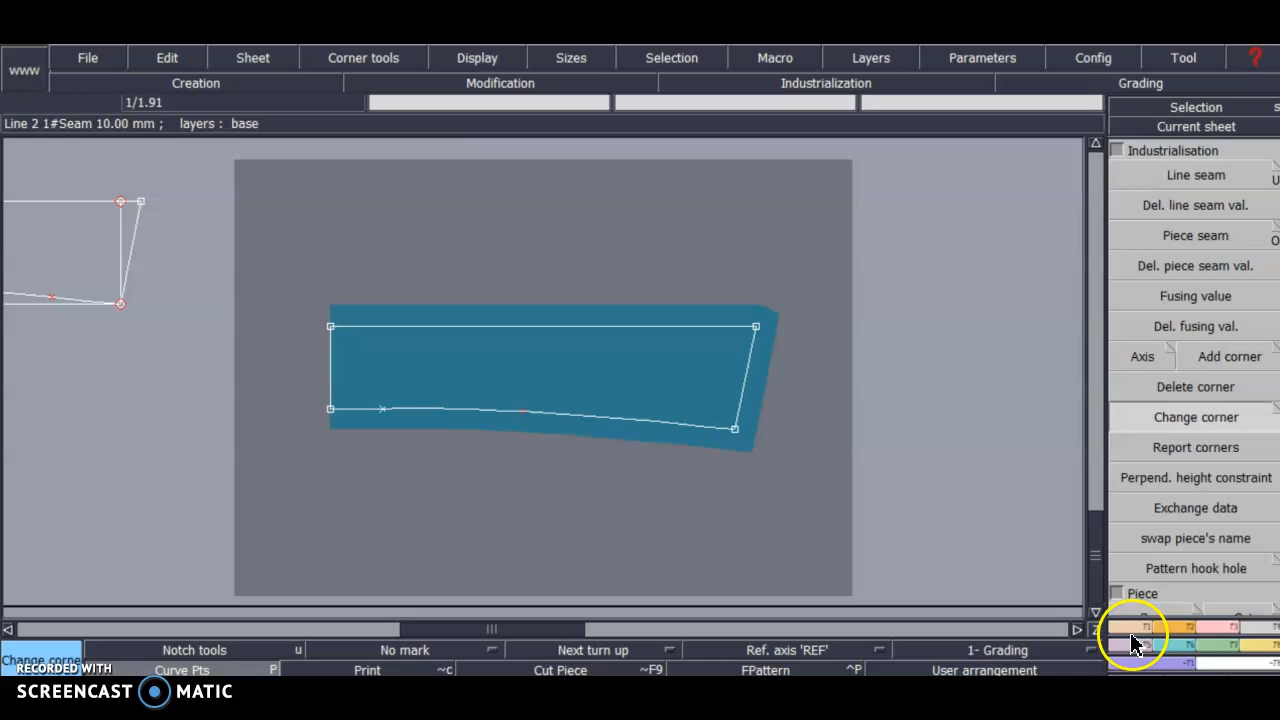 www
File Edit Sheet Corner tools Display Sizes Selection Macro Layers Parameters Config Tool ?
Creation Modification Industrialization Grading
1/1.91
Line 2 1#Seam 10.00 mm ; layers : base
Selection
Current sheet
Industrialisation
Line seam
Del. line seam val.
Piece seam
Del. piece seam val.
Fusing value
Del. fusing val.
Axis Add corner
Delete corner
Change corner
Report corners
Perpend. height constraint
Exchange data
swap piece's name
Pattern hook hole
Piece
Notch tools u No mark Next turn up Ref. axis 'REF' 1- Grading
Curve Pts P Print ~c Cut Piece ~F9 FPattern ^P User arrangement
RECORDED WITH
SCREENCAST MATIC